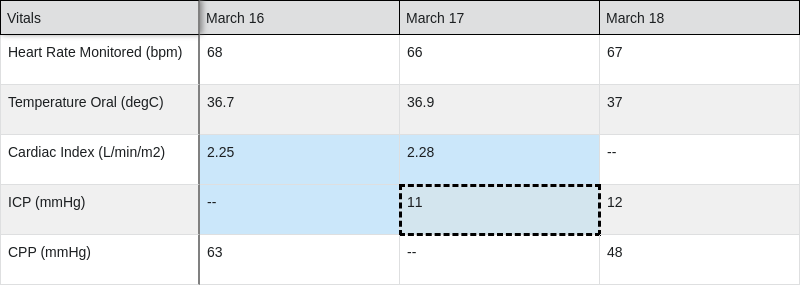 Vitals March 16 March 17 March 18
Heart Rate Monitored (bpm) 68 66 67
Temperature Oral (degC) 36.7 36.9 37
Cardiac Index (L/min/m2) 2.25 2.28 --
ICP (mmHg) -- 11 12
CPP (mmHg) 63 -- 48